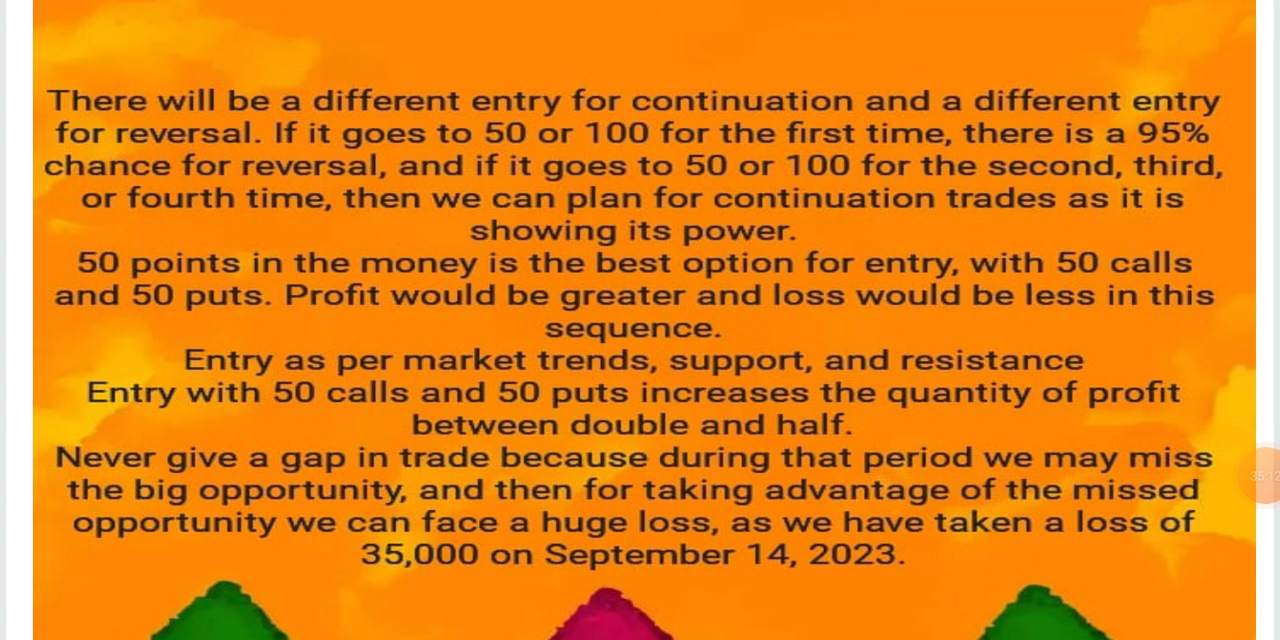 There will be a different entry for continuation and a different entry
for reversal. If it goes to 50 or 100 for the first time, there is a 95%
chance for reversal, and if it goes to 50 or 100 for the second, third,
or fourth time, then we can plan for continuation trades as it is
showing its power.
50 points in the money is the best option for entry, with 50 calls
and 50 puts. Profit would be greater and loss would be less in this
sequence.
Entry as per market trends, support, and resistance
Entry with 50 calls and 50 puts increases the quantity of profit
between double and half.
Never give a gap in trade because during that period we may miss
the big opportunity, and then for taking advantage of the missed
opportunity we can face a huge loss, as we have taken a loss of
35,000 on September 14, 2023.
35:12